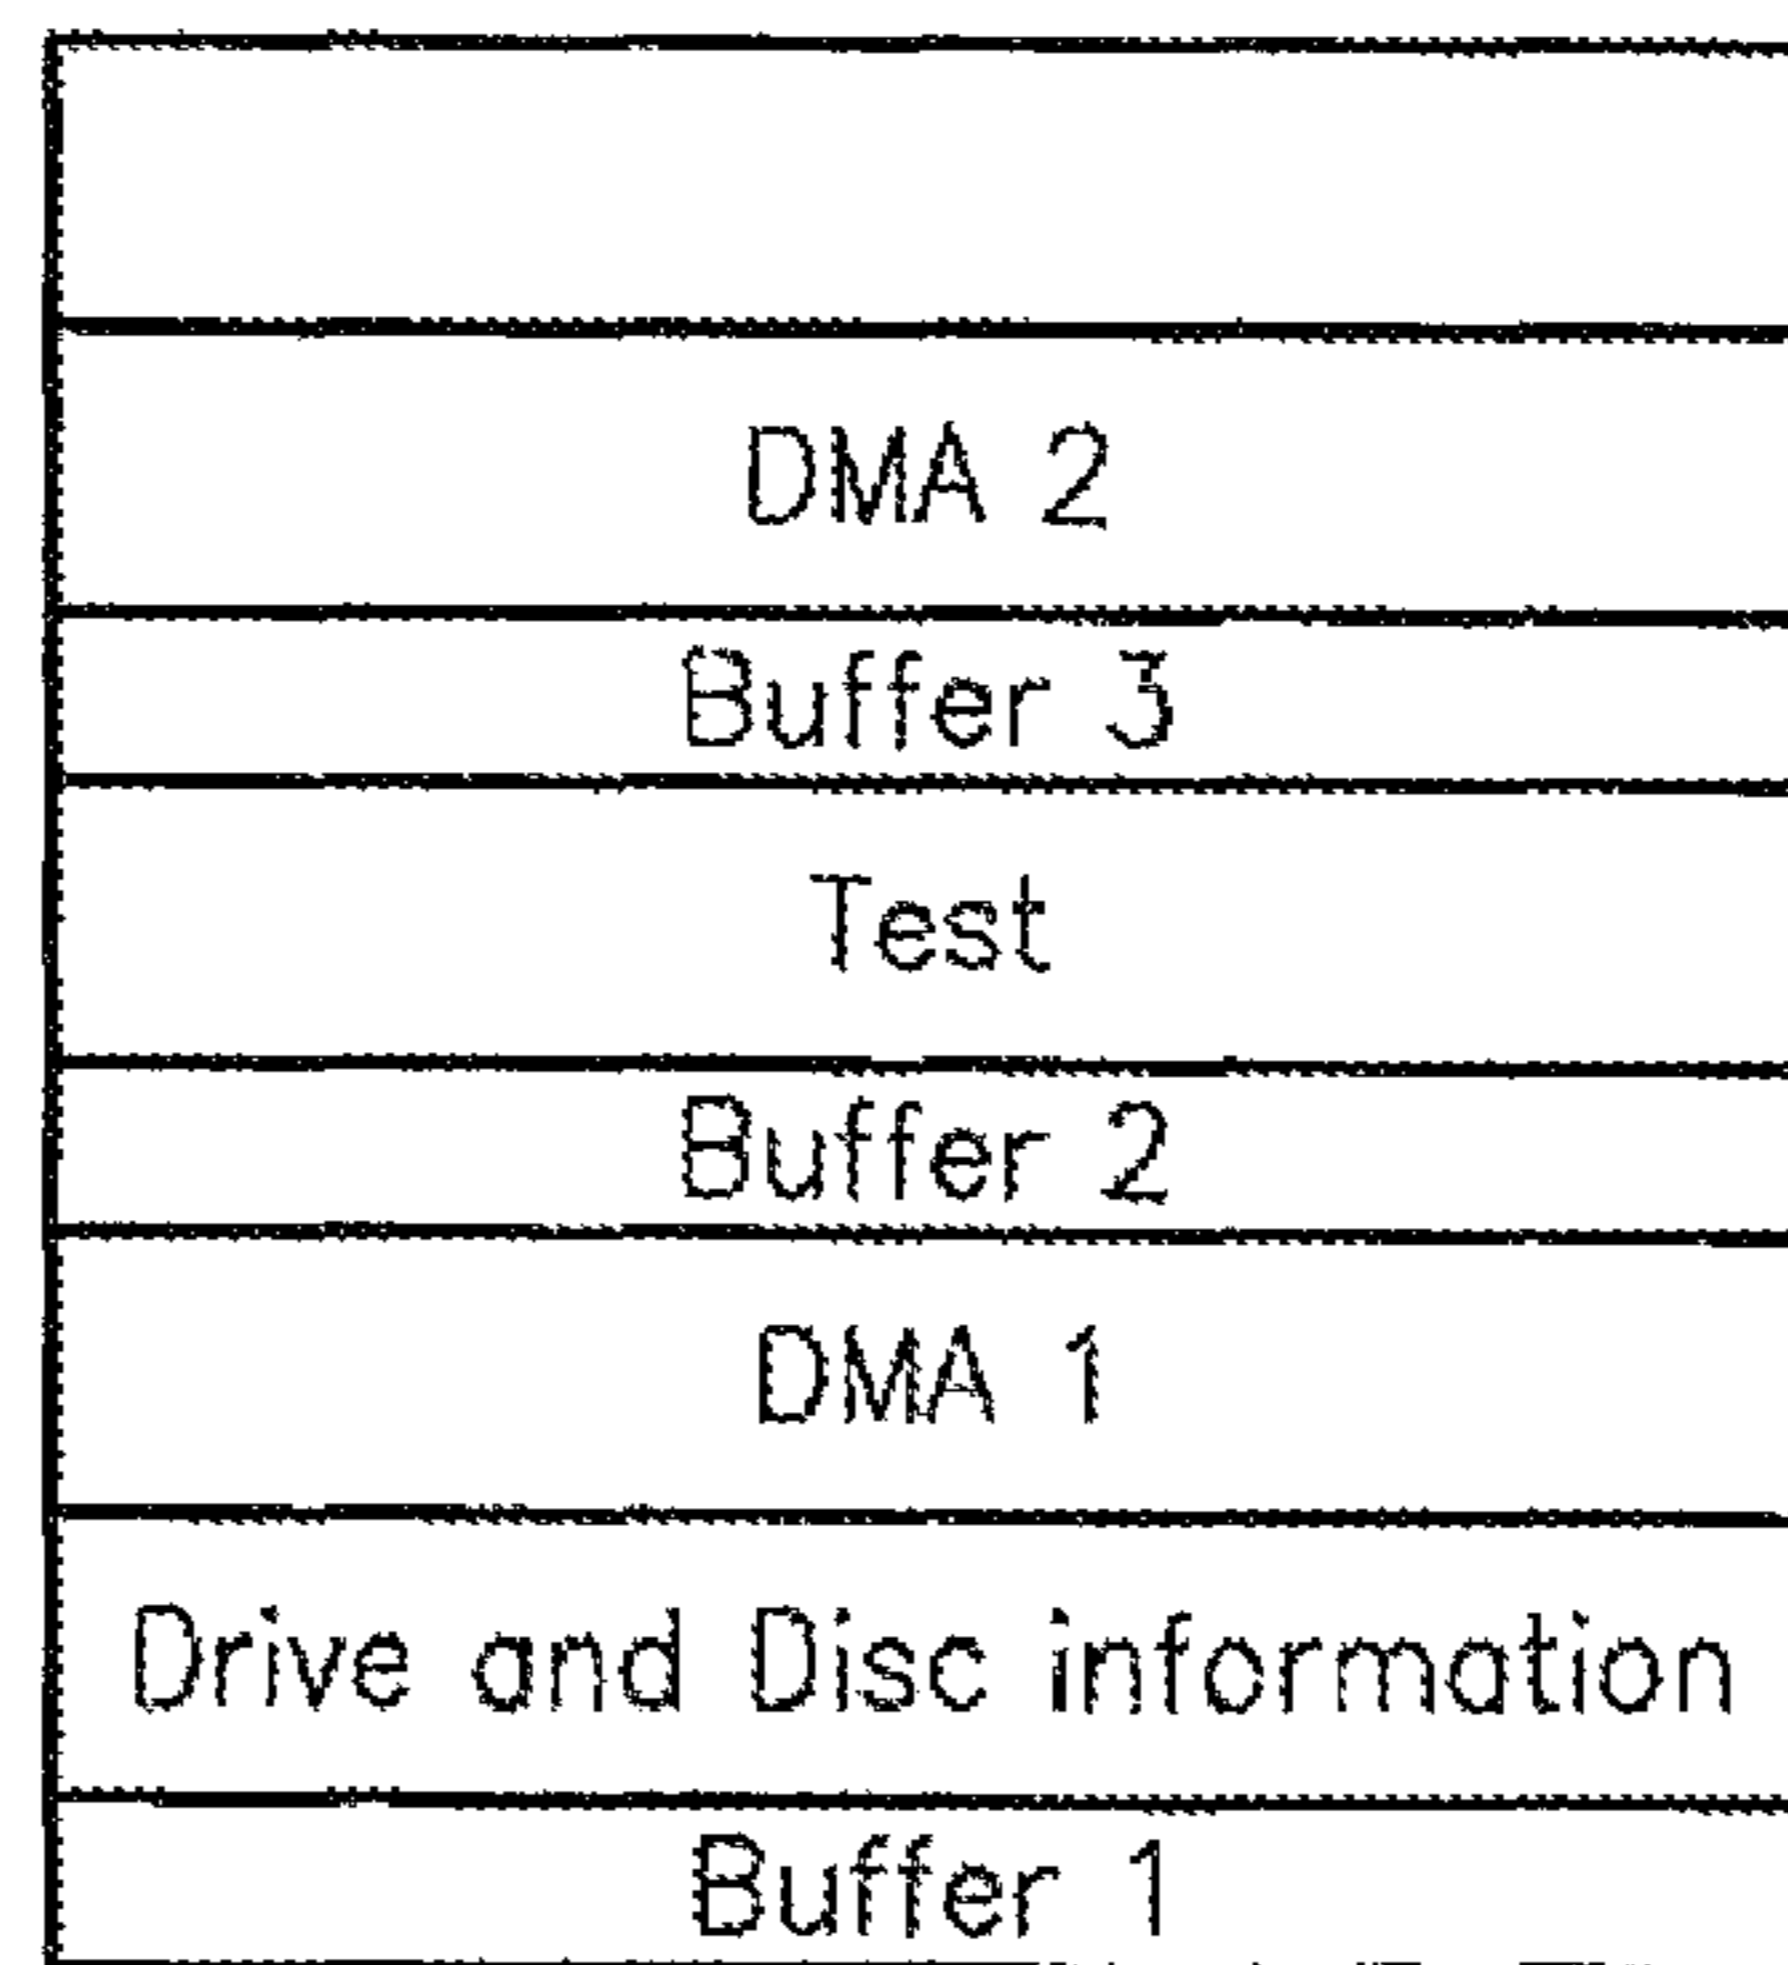 DMA 2
Buffer 3
Test
Buffer 2
DMA 1
Drive and Disc information
Buffer 1